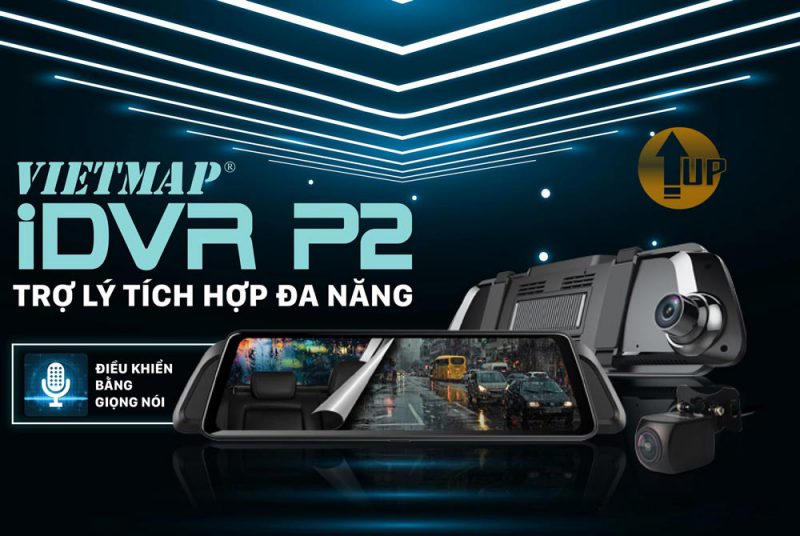 VIETMAP®
iDVR P2
TRỢ LÝ TÍCH HỢP ĐA NĂNG
ĐIỀU KHIỂN
BẰNG
GIỌNG NÓI
UP